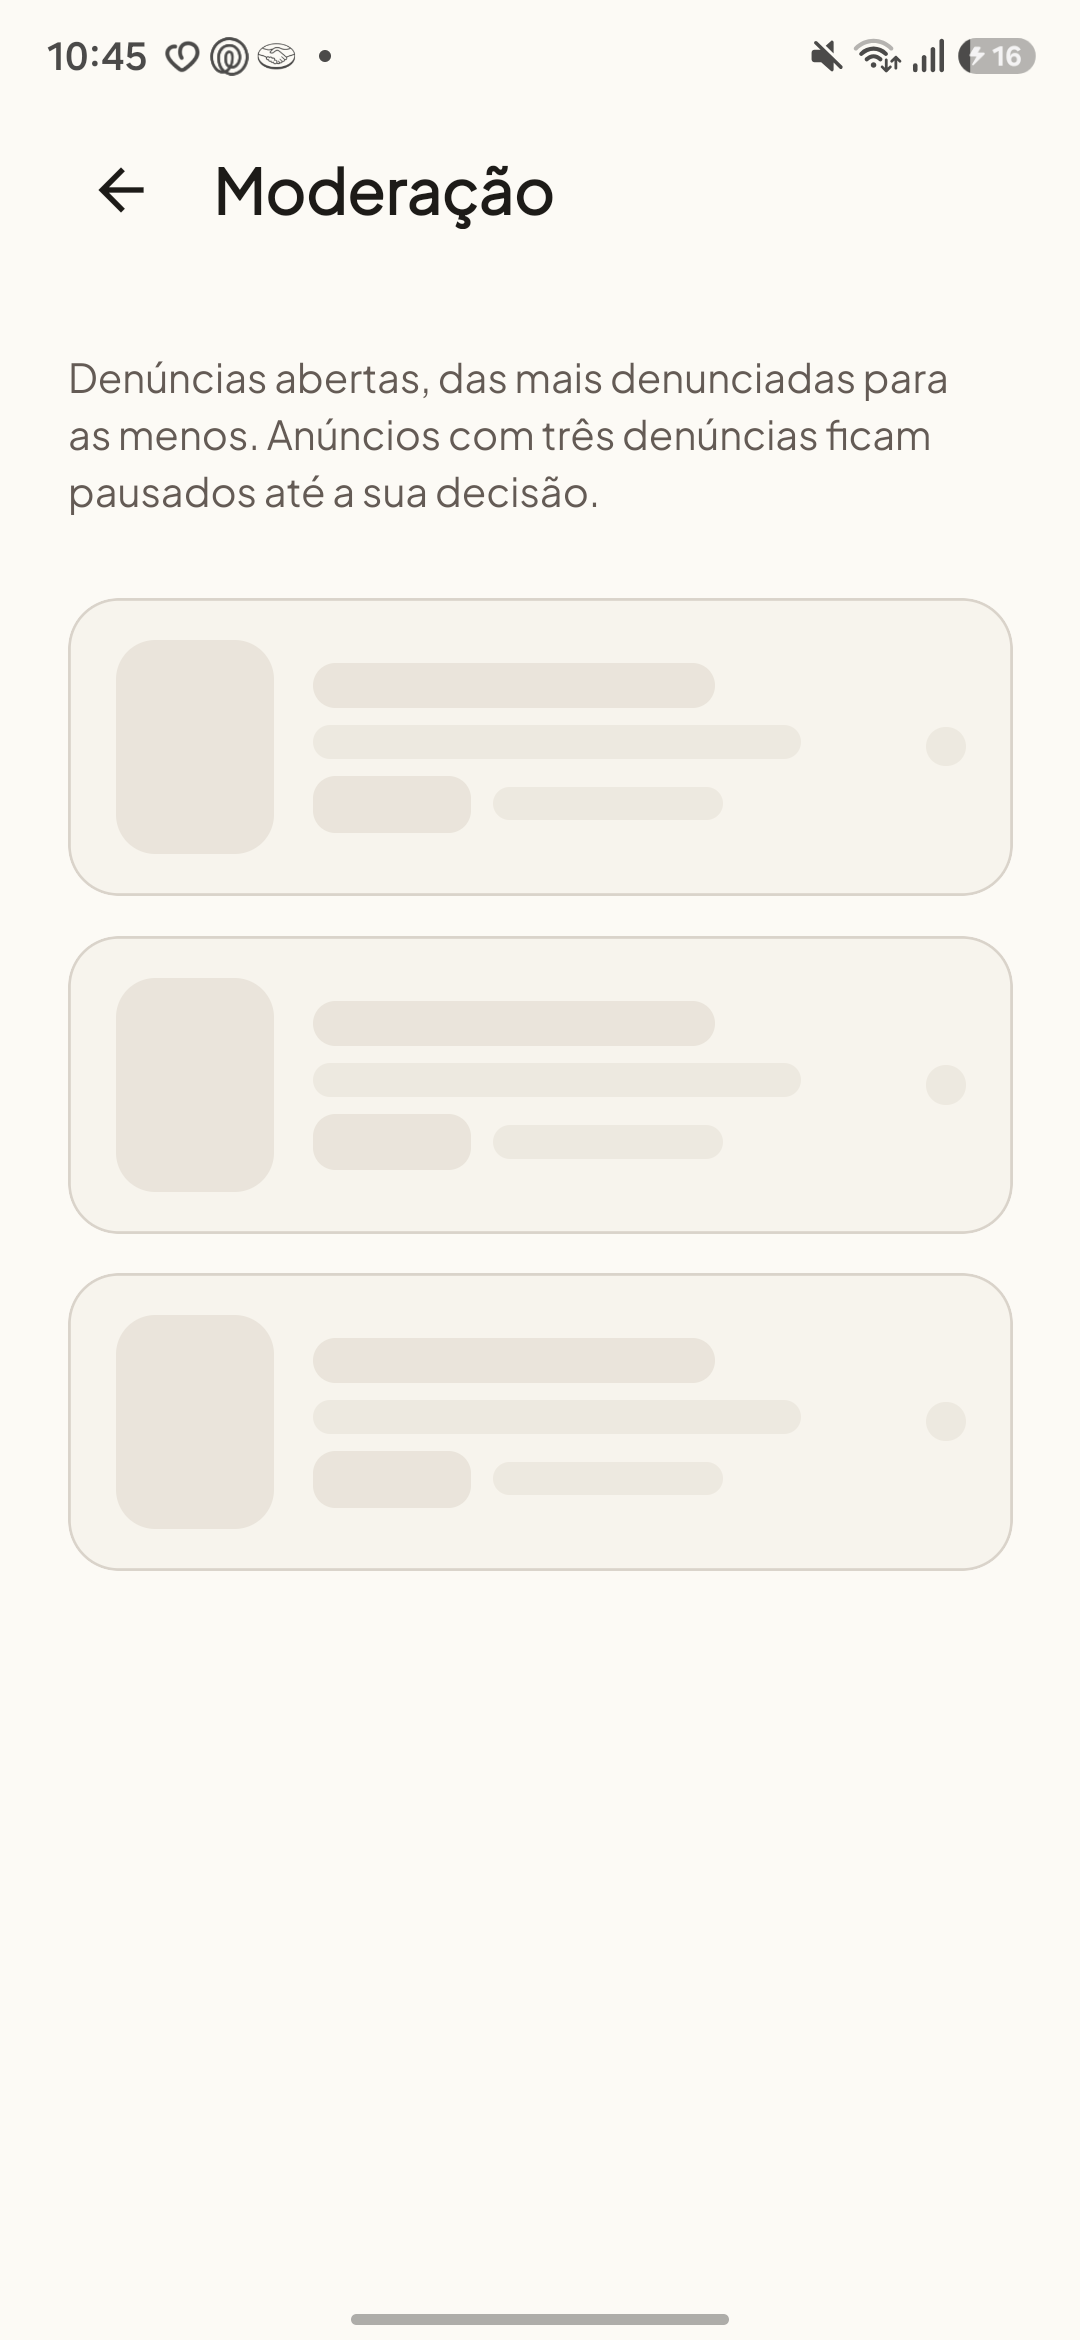 10:45
16
Moderação
Denúncias abertas, das mais denunciadas para
as menos. Anúncios com três denúncias ficam
pausados até a sua decisão.